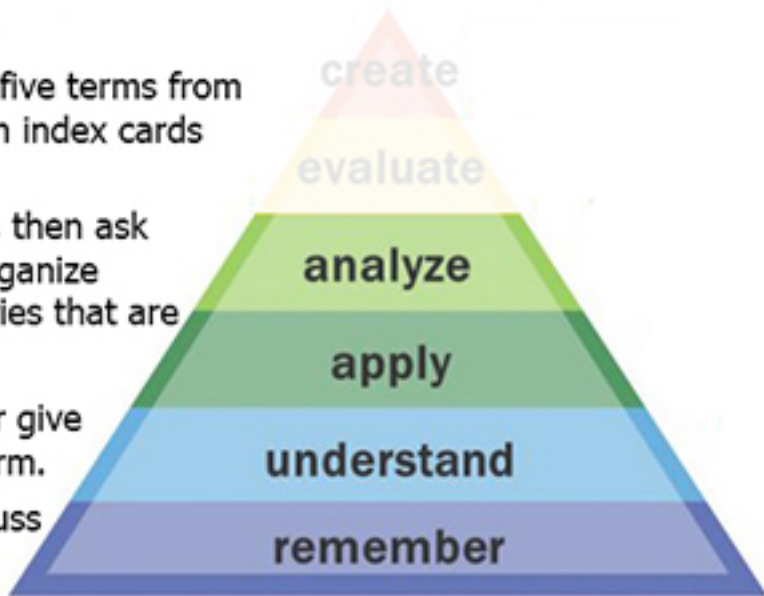 five terms from
index cards
then ask
ganize
ies that are
give
rm.
uss
create
evaluate
analyze
apply
understand
remember